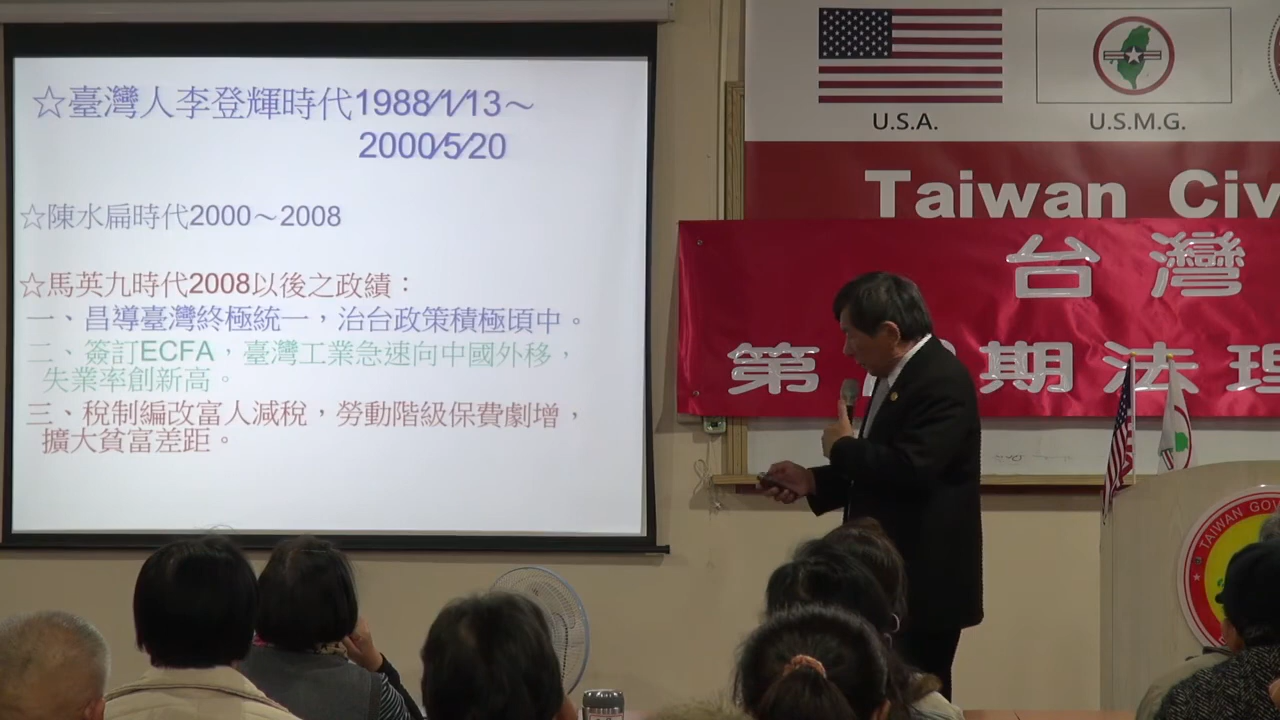 ☆臺灣人李登輝時代1988/1/13～
2000/5/20
☆陳水扁時代2000～2008
☆馬英九時代2008以後之政績：
一、昌導臺灣終極統一，治台政策積極頃中。
二、簽訂ECFA，臺灣工業急速向中國外移，
失業率創新高。
三、稅制編改富人減稅，勞動階級保費劇增，
擴大貧富差距。
U.S.A.
U.S.M.G.
Taiwan Civ
台灣
第 期法理
TAIWAN GOV